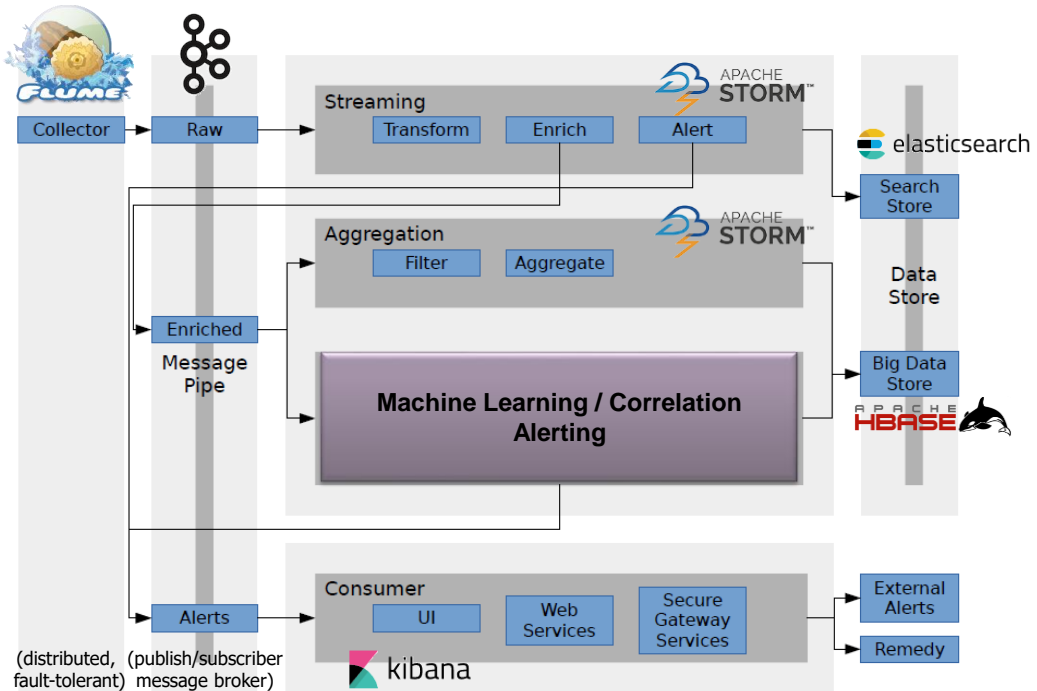 FLUME
Collector
Raw
Streaming
APACHE
STORM™
Transform
Enrich
Alert
elasticsearch
Search
Store
Aggregation
APACHE
STORM™
Filter
Aggregate
Data
Store
Enriched
Message
Pipe
Machine Learning / Correlation
Alerting
Big Data
Store
APACHE
HBASE
Consumer
Alerts
UI
Web
Services
Secure
Gateway
Services
External
Alerts
Remedy
kibana
(distributed,
fault-tolerant)
(publish/subscriber
message broker)